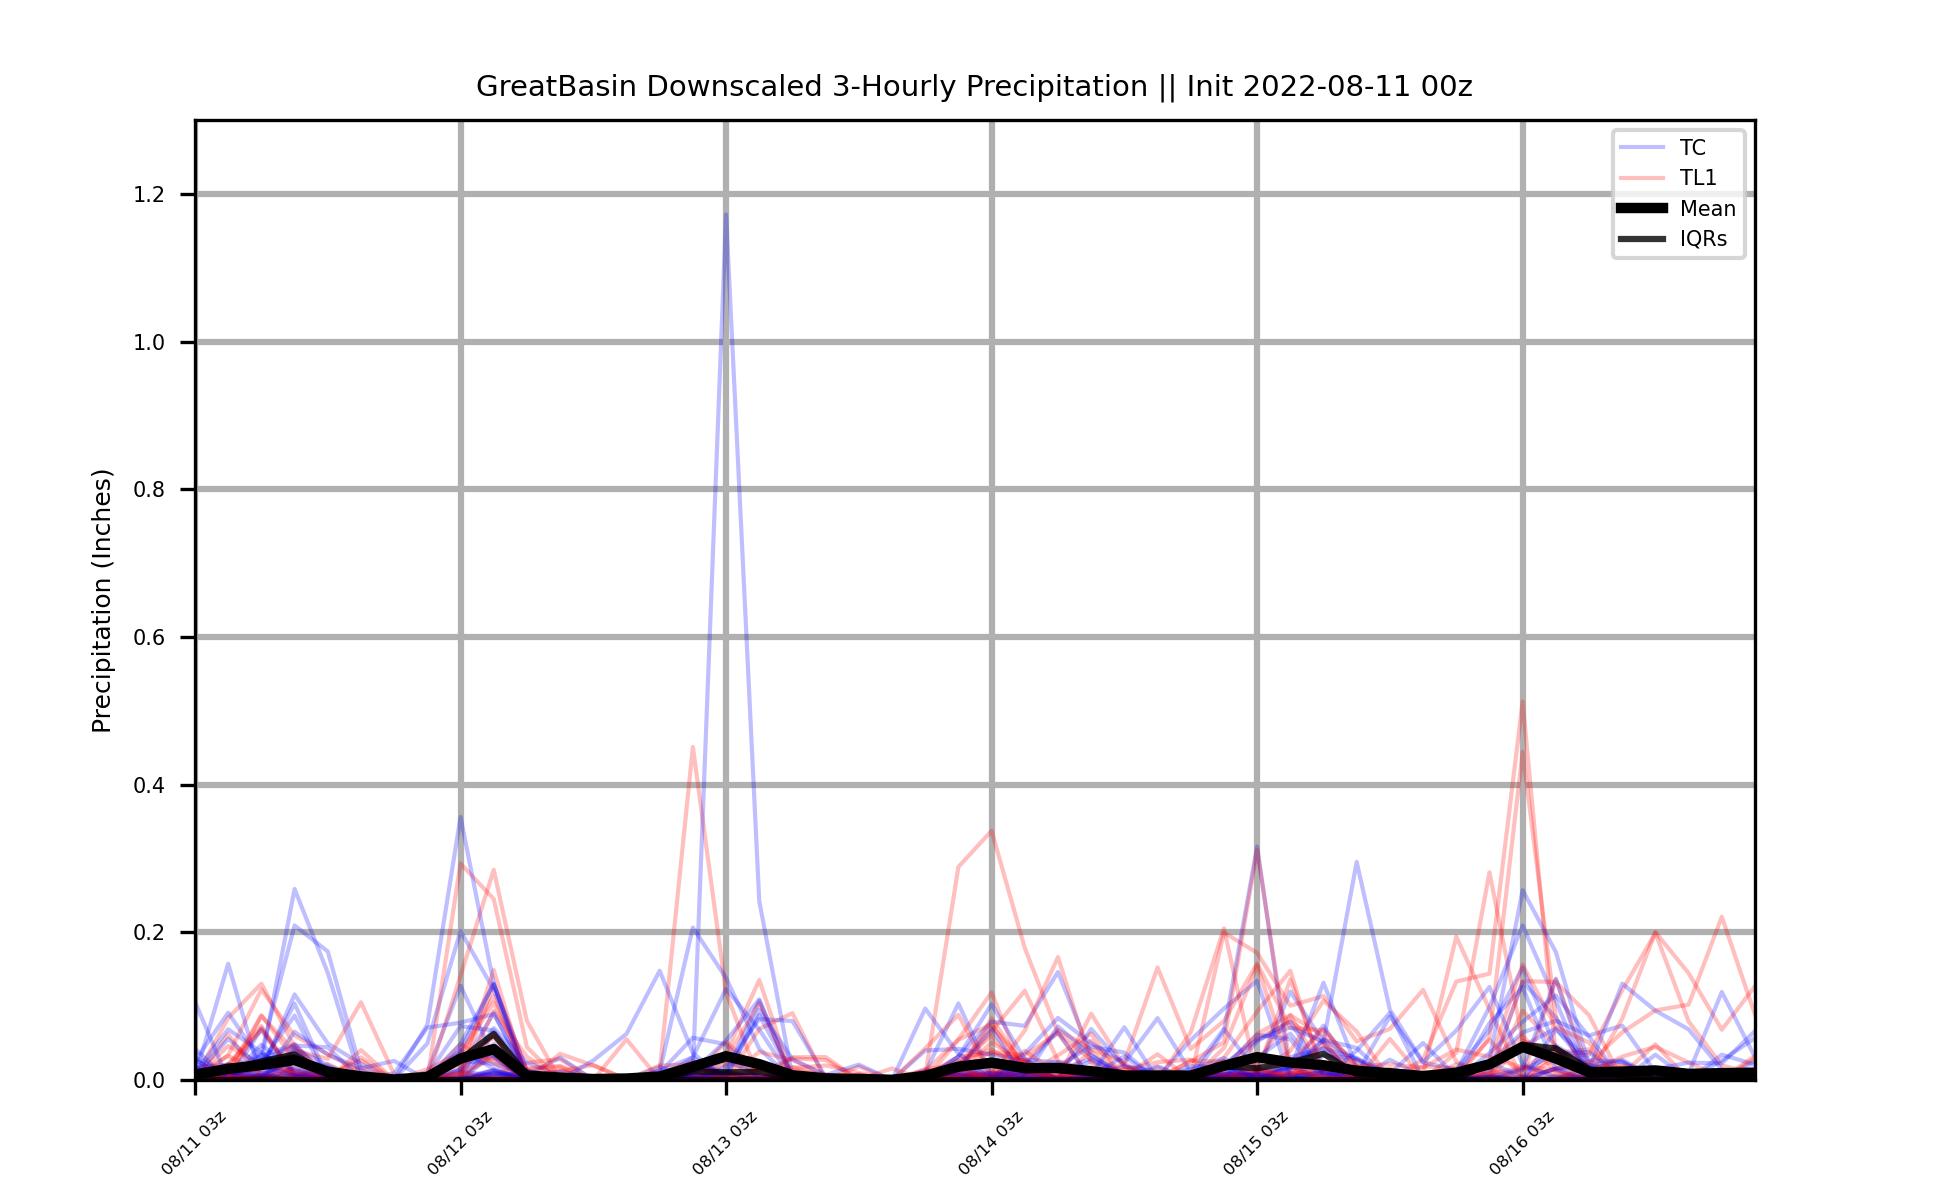 GreatBasin Downscaled 3-Hourly Precipitation || Init 2022-08-11 00z
TC
TL1
Mean
IQRs
Precipitation (Inches)
1.2
1.0
0.8
0.6
0.4
0.2
0.0
08/11 03z
08/12 03z
08/13 03z
08/14 03z
08/15 03z
08/16 03z